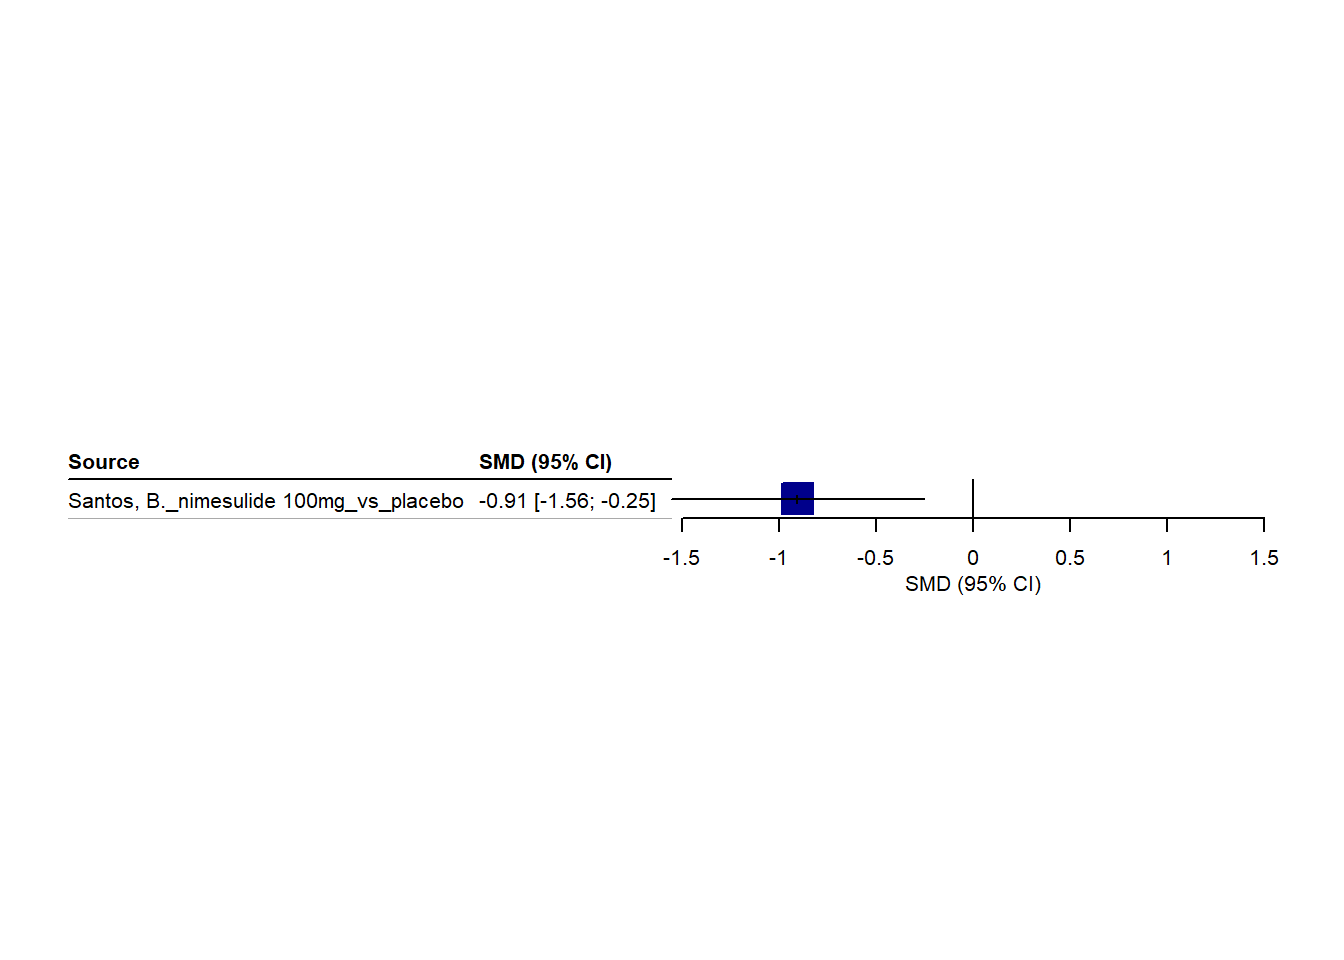 Source SMD (95% CI)
Santos, B._nimesulide 100mg_vs_placebo -0.91 [-1.56; -0.25]
-1.5 -1 -0.5 0 0.5 1 1.5
SMD (95% CI)